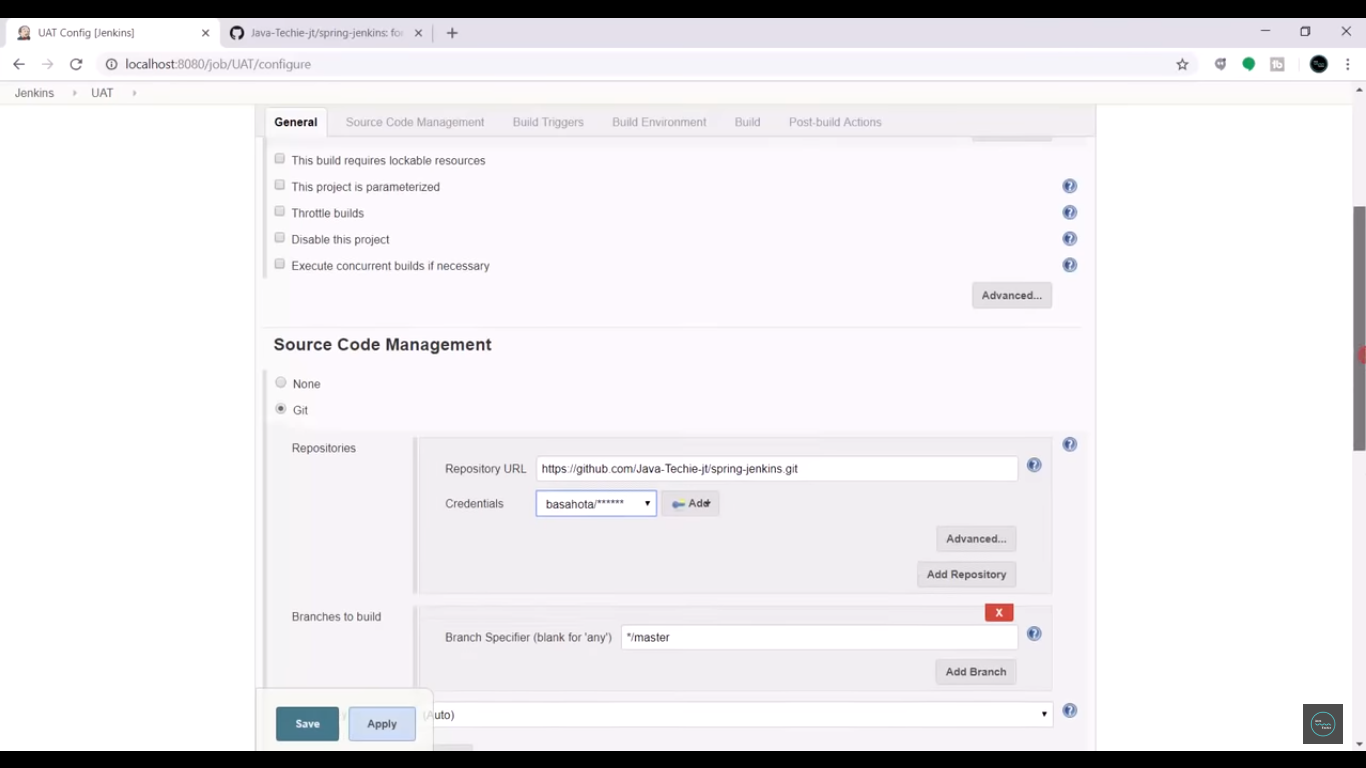 UAT Config [Jenkins]
Java-Techie-jt/spring-jenkins: fo
localhost:8080/job/UAT/configure
Jenkins
UAT
General
Source Code Management
Build Triggers
Build Environment
Build
Post-build Actions
This build requires lockable resources
This project is parameterized
Throttle builds
Disable this project
Execute concurrent builds if necessary
Advanced...
Source Code Management
None
Git
Repositories
Repository URL
https://github.com/Java-Techie-jt/spring-jenkins.git
Credentials
basahota/******
Add
Advanced...
Add Repository
Branches to build
X
Branch Specifier (blank for 'any')
*/master
Add Branch
Save
Apply
(Auto)